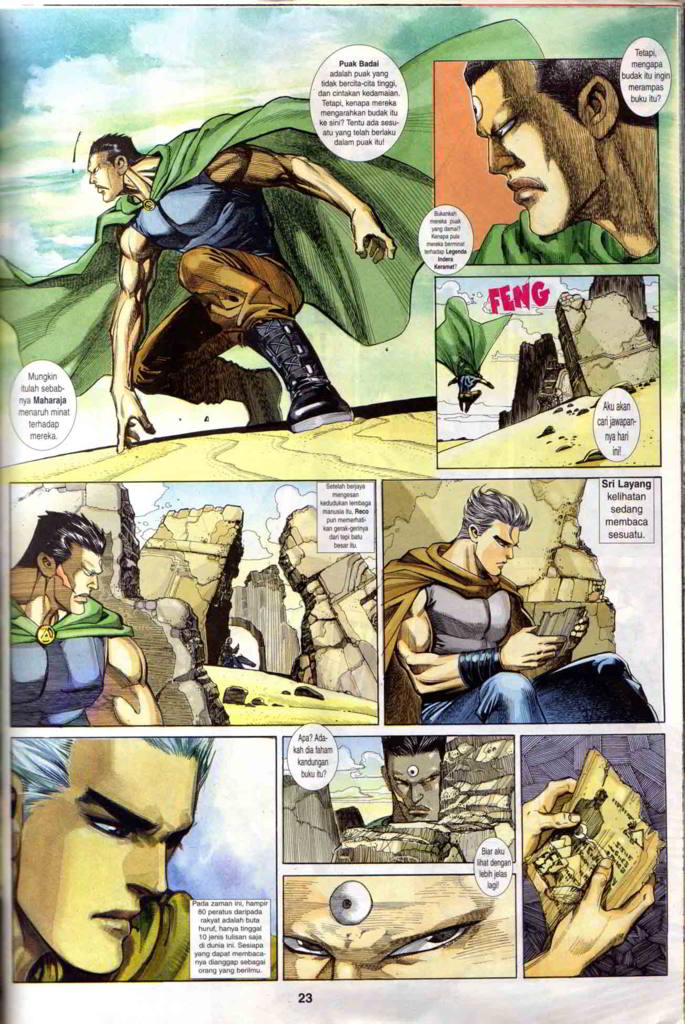 Puak Badai
adalah puak yang
tidak bercita-cita tinggi,
dan cintakan kedamaian.
Tetapi, kenapa mereka
mengarahkan budak itu
ke sini? Tentu ada sesu-
atu yang telah berlaku
dalam puak itu!
Mungkin
itulah sebab-
nya Maharaja
menaruh minat
terhadap
mereka.
Tetapi,
mengapa
budak itu ingin
merampas
buku itu?
Bukankah
mereka puak
yang damai?
Kenapa pula
mereka berminat
terhadap Legenda
Indera
Keramat?
FENG
Aku akan
cari jawapan-
nya hari
ini!
Setelah berjaya
mengesan
kedudukan lembaga
manusia itu, Reco
pun memerhati-
kan gerak-gerinya
dari tepi batu
besar itu.
Sri Layang
kelihatan
sedang
membaca
sesuatu.
Pada zaman ini, hampir
80 peratus daripada
rakyat adalah buta
huruf, hanya tinggal
10 jenis tulisan saja
di dunia ini. Sesiapa
yang dapat membaca-
nya dianggap sebagai
orang yang berilmu.
Apa? Ada-
kah dia faham
kandungan
buku itu?
Biar aku
lihat dengan
lebih jelas
lagi!
23